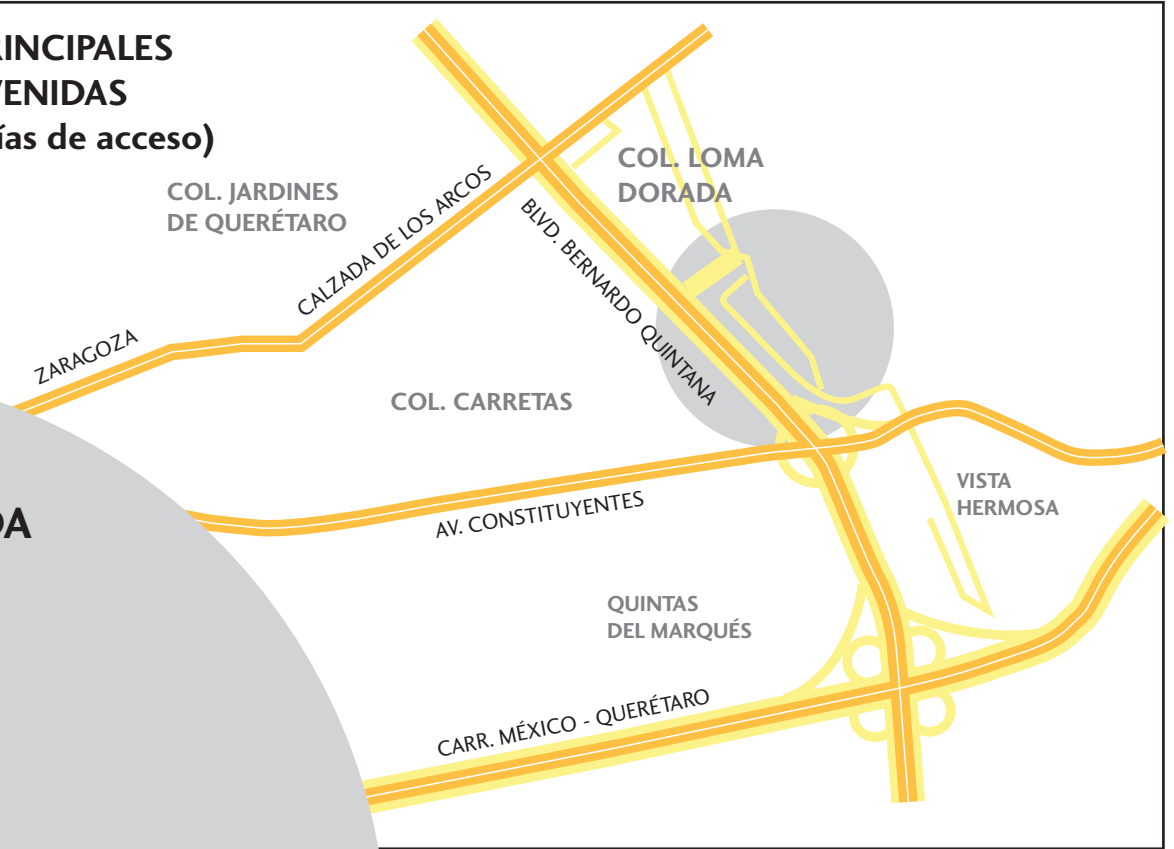 RINCIPALES
VENIDAS
ías de acceso)
COL. JARDINES
DE QUERÉTARO
COL. LOMA
DORADA
CALZADA DE LOS ARCOS
BLVD. BERNARDO QUINTANA
ZARAGOZA
COL. CARRETAS
AV. CONSTITUYENTES
VISTA
HERMOSA
DA
QUINTAS
DEL MARQUÉS
CARR. MÉXICO - QUERÉTARO